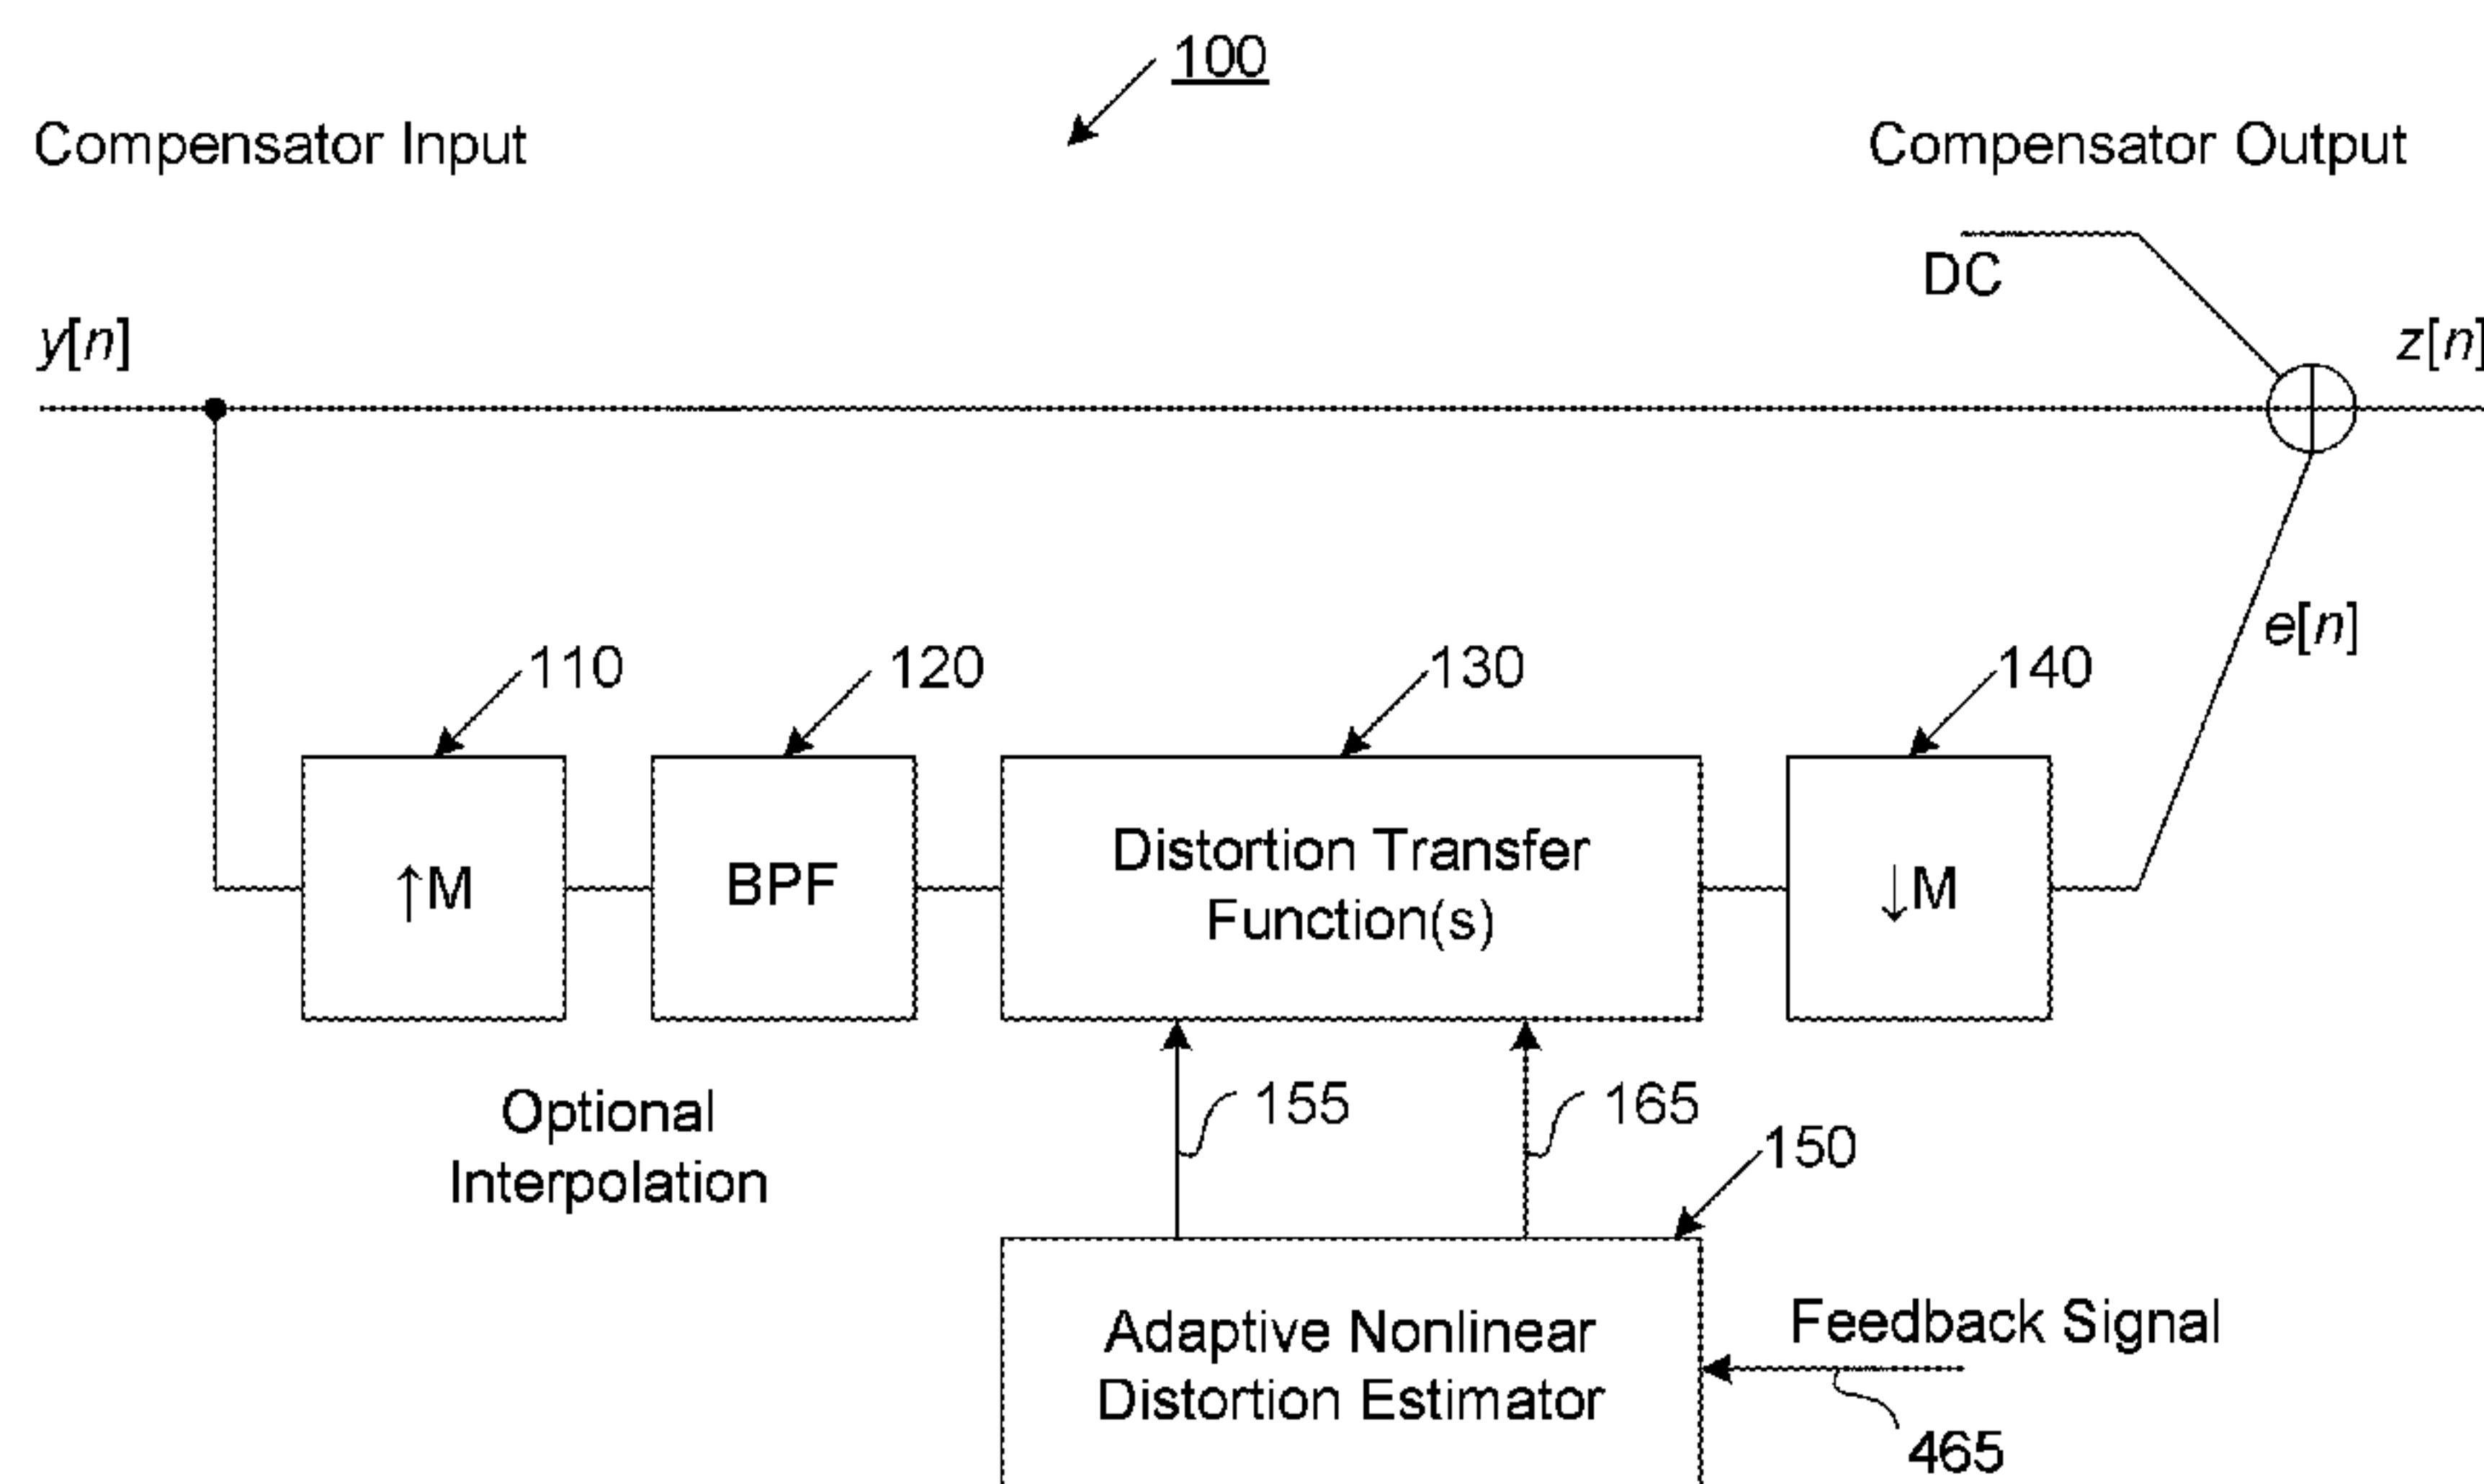 100
Compensator Input
Compensator Output
DC
y[n]
z[n]
e[n]
110
120
130
140
↑M
BPF
Distortion Transfer
Function(s)
↓M
Optional
Interpolation
155
165
150
Adaptive Nonlinear
Distortion Estimator
Feedback Signal
465